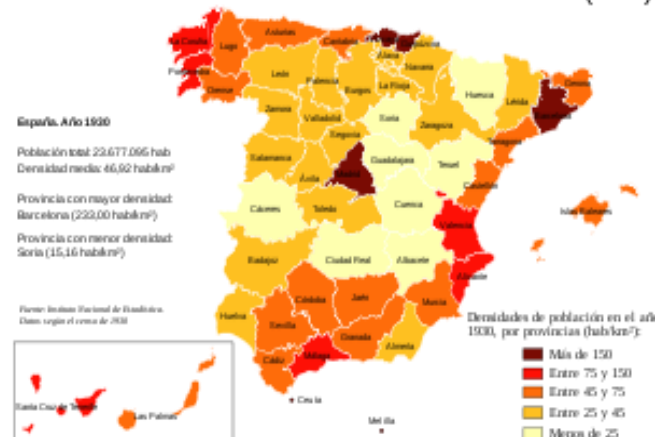 España. Año 1930
Población total: 23.677.095 hab
Densidad media: 46,92 hab/km²
Provincia con mayor densidad:
Barcelona (233,00 hab/km²)
Provincia con menor densidad:
Soria (15,16 hab/km²)
Fuente: Instituto Nacional de Estadística.
Datos según el censo de 1930
La Coruña
Lugo
Asturias
Cantabria
Álava
Navarra
Pontevedra
Orense
León
Palencia
Burgos
La Rioja
Huesca
Lérida
Gerona
Barcelona
Zamora
Valladolid
Soria
Zaragoza
Segovia
Tarragona
Salamanca
Ávila
Madrid
Guadalajara
Teruel
Castellón
Cáceres
Toledo
Cuenca
Valencia
Islas Baleares
Badajoz
Ciudad Real
Albacete
Alicante
Huelva
Córdoba
Jaén
Murcia
Sevilla
Granada
Almería
Cádiz
Málaga
Ceuta
Melilla
Santa Cruz de Tenerife
Las Palmas
Densidades de población en el año
1930, por provincias (hab/km²):
Más de 150
Entre 75 y 150
Entre 45 y 75
Entre 25 y 45
Menos de 25